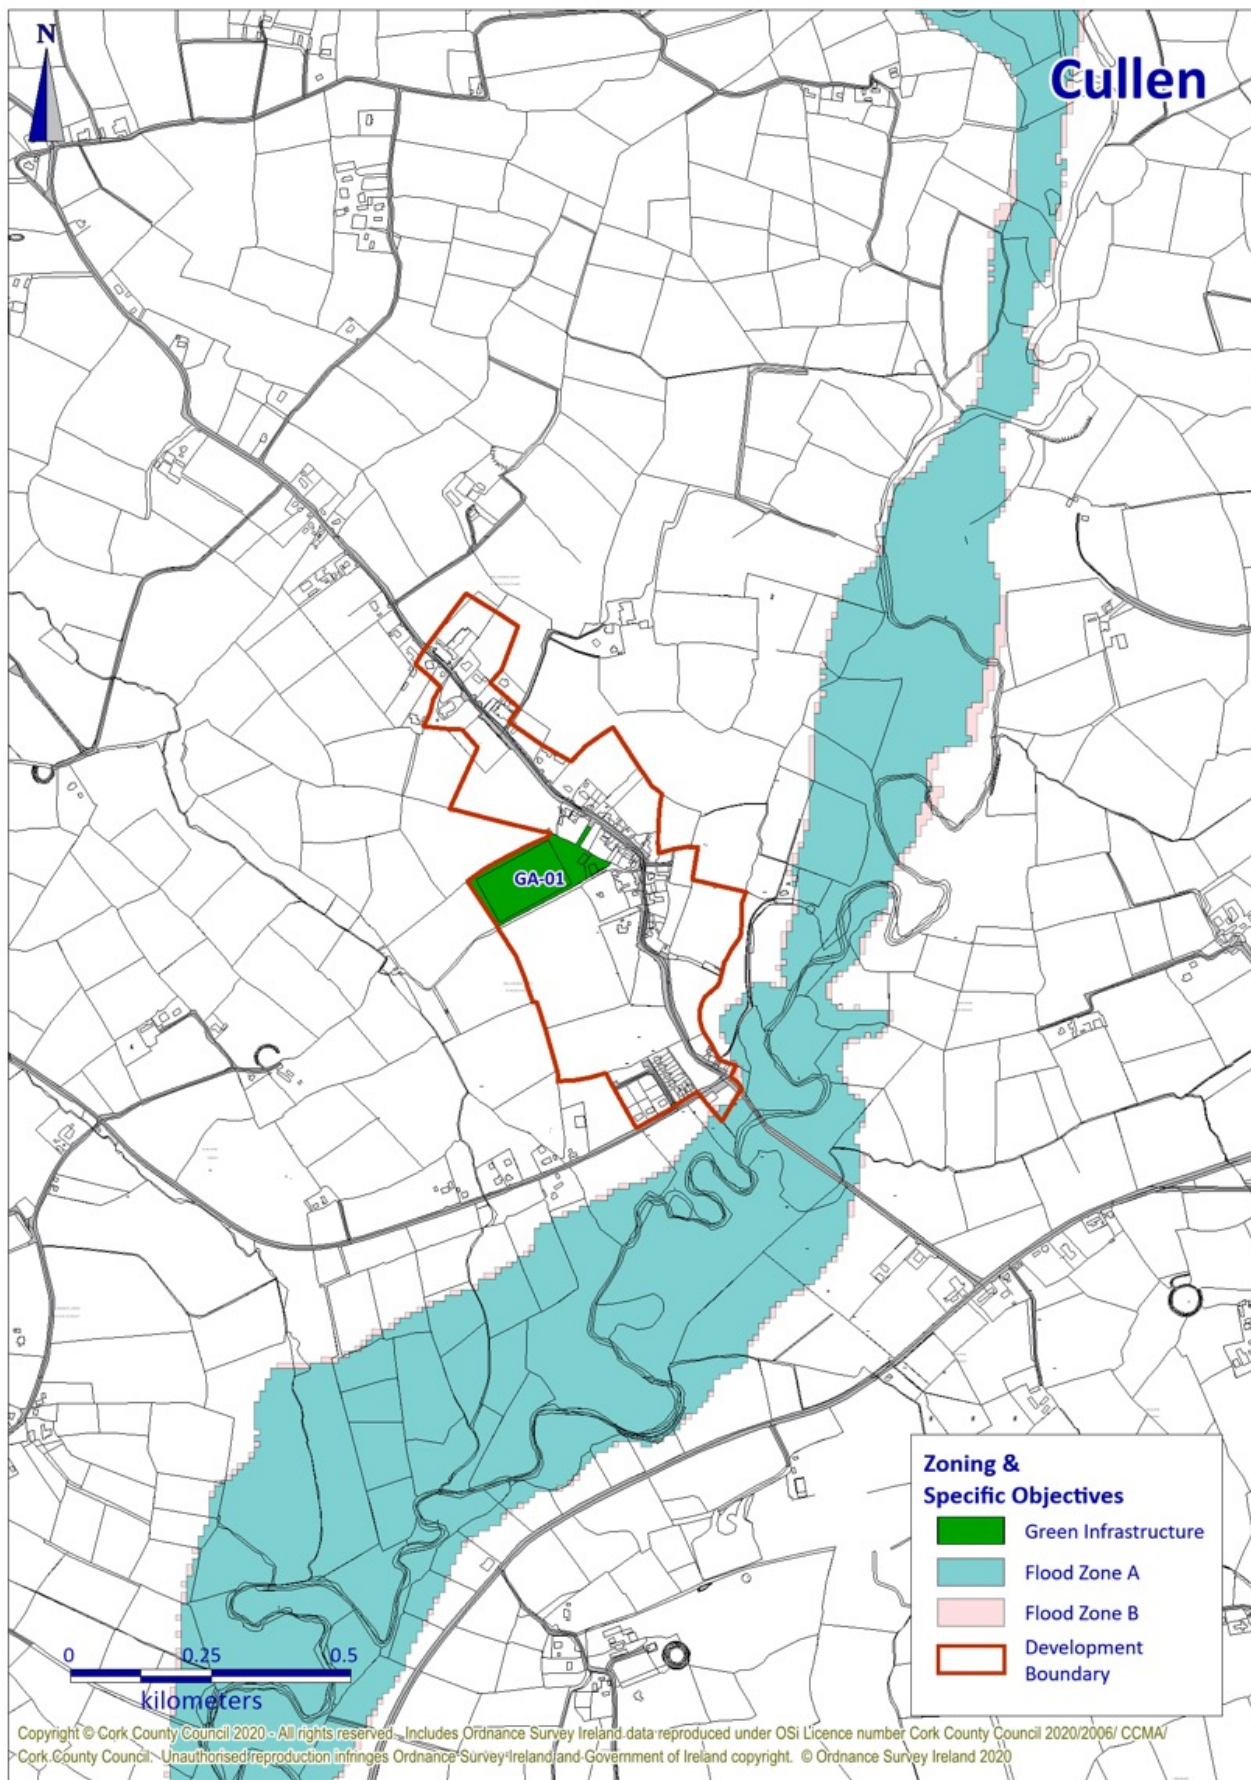 N
Cullen
GA-01
Zoning &
Specific Objectives
Green Infrastructure
Flood Zone A
Flood Zone B
Development
Boundary
0 0.25 0.5
kilometers
Copyright © Cork County Council 2020 - All rights reserved. Includes Ordnance Survey Ireland data reproduced under OSi Licence number Cork County Council 2020/2006/ CCMA/
Cork County Council. Unauthorised reproduction infringes Ordnance Survey Ireland and Government of Ireland copyright. © Ordnance Survey Ireland 2020